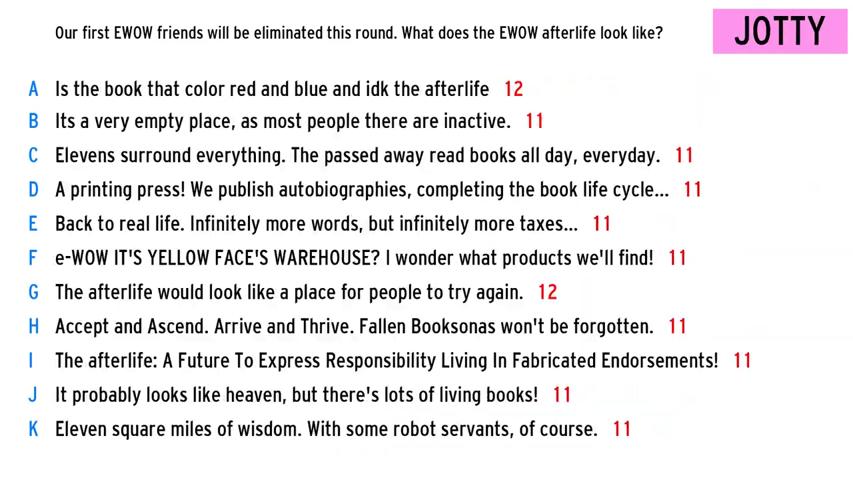 Our first EWOW friends will be eliminated this round. What does the EWOW afterlife look like?
JOTTY
A Is the book that color red and blue and idk the afterlife 12
B Its a very empty place, as most people there are inactive. 11
C Elevens surround everything. The passed away read books all day, everyday. 11
D A printing press! We publish autobiographies, completing the book life cycle... 11
E Back to real life. Infinitely more words, but infinitely more taxes... 11
F e-WOW IT'S YELLOW FACE'S WAREHOUSE? I wonder what products we'll find! 11
G The afterlife would look like a place for people to try again. 12
H Accept and Ascend. Arrive and Thrive. Fallen Booksonas won't be forgotten. 11
I The afterlife: A Future To Express Responsibility Living In Fabricated Endorsements! 11
J It probably looks like heaven, but there's lots of living books! 11
K Eleven square miles of wisdom. With some robot servants, of course. 11